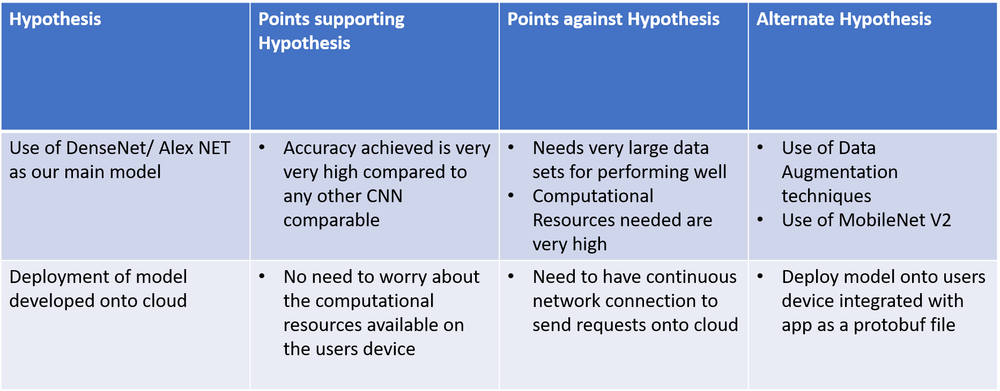 Hypothesis
Points supporting
Hypothesis
Points against Hypothesis
Alternate Hypothesis
Use of DenseNet/ Alex NET
as our main model
• Accuracy achieved is very
very high compared to
any other CNN
comparable
• Needs very large data
sets for performing well
• Computational
Resources needed are
very high
• Use of Data
Augmentation
techniques
• Use of MobileNet V2
Deployment of model
developed onto cloud
• No need to worry about
the computational
resources available on
the users device
• Need to have continuous
network connection to
send requests onto cloud
• Deploy model onto users
device integrated with
app as a protobuf file